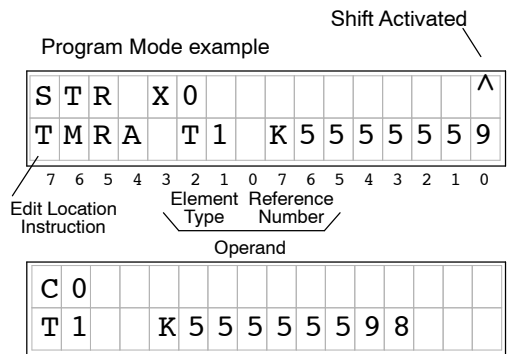 Shift Activated
Program Mode example
^
STR X0
TMRA T1 K5555559
7 6 5 4 3 2 1 0 7 6 5 4 3 2 1 0
Edit Location
Instruction
Element Type
Reference Number
Operand
C0
T1 K55555598